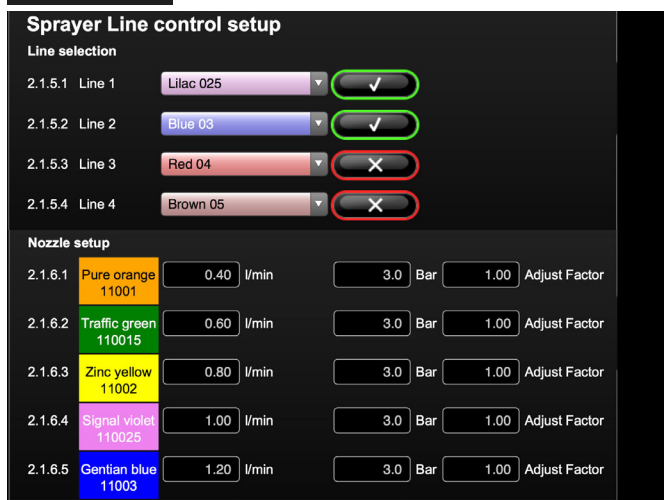 Sprayer Line control setup
Line selection
2.1.5.1 Line 1 Lilac 025
2.1.5.2 Line 2 Blue 03
2.1.5.3 Line 3 Red 04
2.1.5.4 Line 4 Brown 05
Nozzle setup
2.1.6.1 Pure orange 0.40 l/min 3.0 Bar 1.00 Adjust Factor
11001
2.1.6.2 Traffic green 0.60 l/min 3.0 Bar 1.00 Adjust Factor
110015
2.1.6.3 Zinc yellow 0.80 l/min 3.0 Bar 1.00 Adjust Factor
11002
2.1.6.4 Signal violet 1.00 l/min 3.0 Bar 1.00 Adjust Factor
110025
2.1.6.5 Gentian blue 1.20 l/min 3.0 Bar 1.00 Adjust Factor
11003